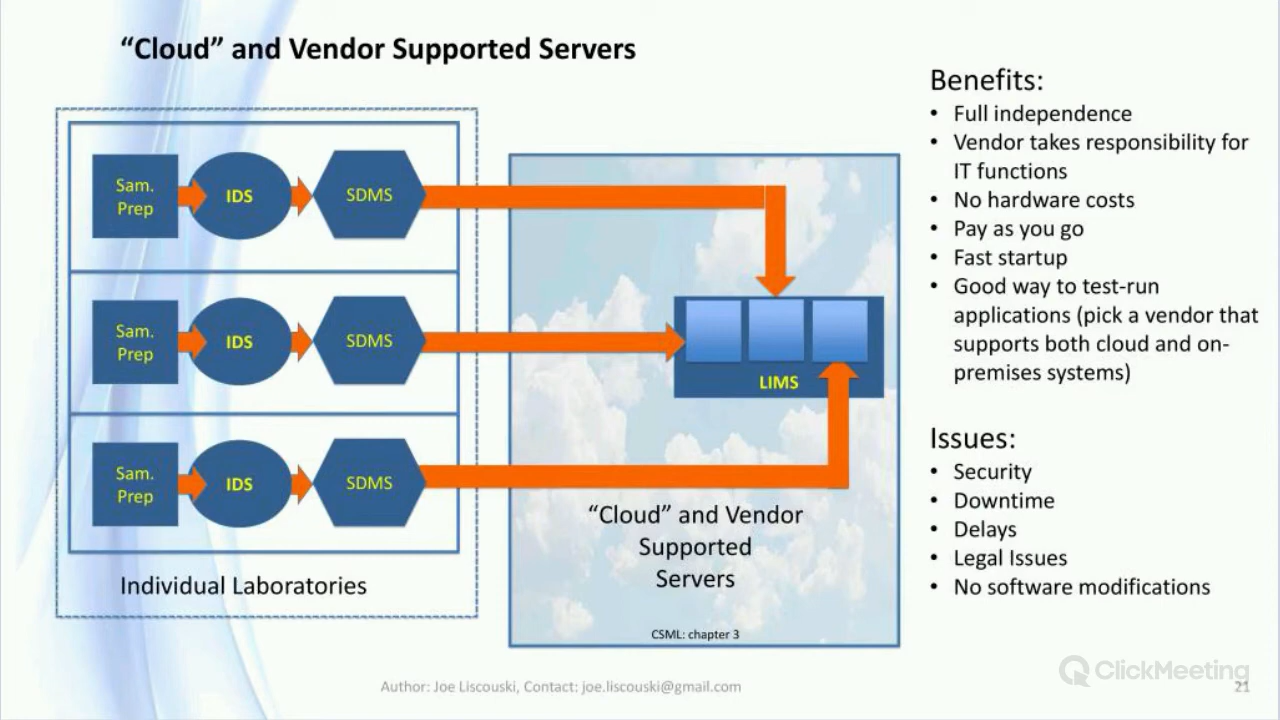 “Cloud” and Vendor Supported Servers
Sam.
Prep
IDS
SDMS
Sam.
Prep
IDS
SDMS
Sam.
Prep
IDS
SDMS
Individual Laboratories
LIMS
“Cloud” and Vendor
Supported
Servers
CSML: chapter 3
Benefits:
• Full independence
• Vendor takes responsibility for
IT functions
• No hardware costs
• Pay as you go
• Fast startup
• Good way to test-run
applications (pick a vendor that
supports both cloud and on-
premises systems)
Issues:
• Security
• Downtime
• Delays
• Legal Issues
• No software modifications
Author: Joe Liscouski, Contact: joe.liscouski@gmail.com
ClickMeeting
21